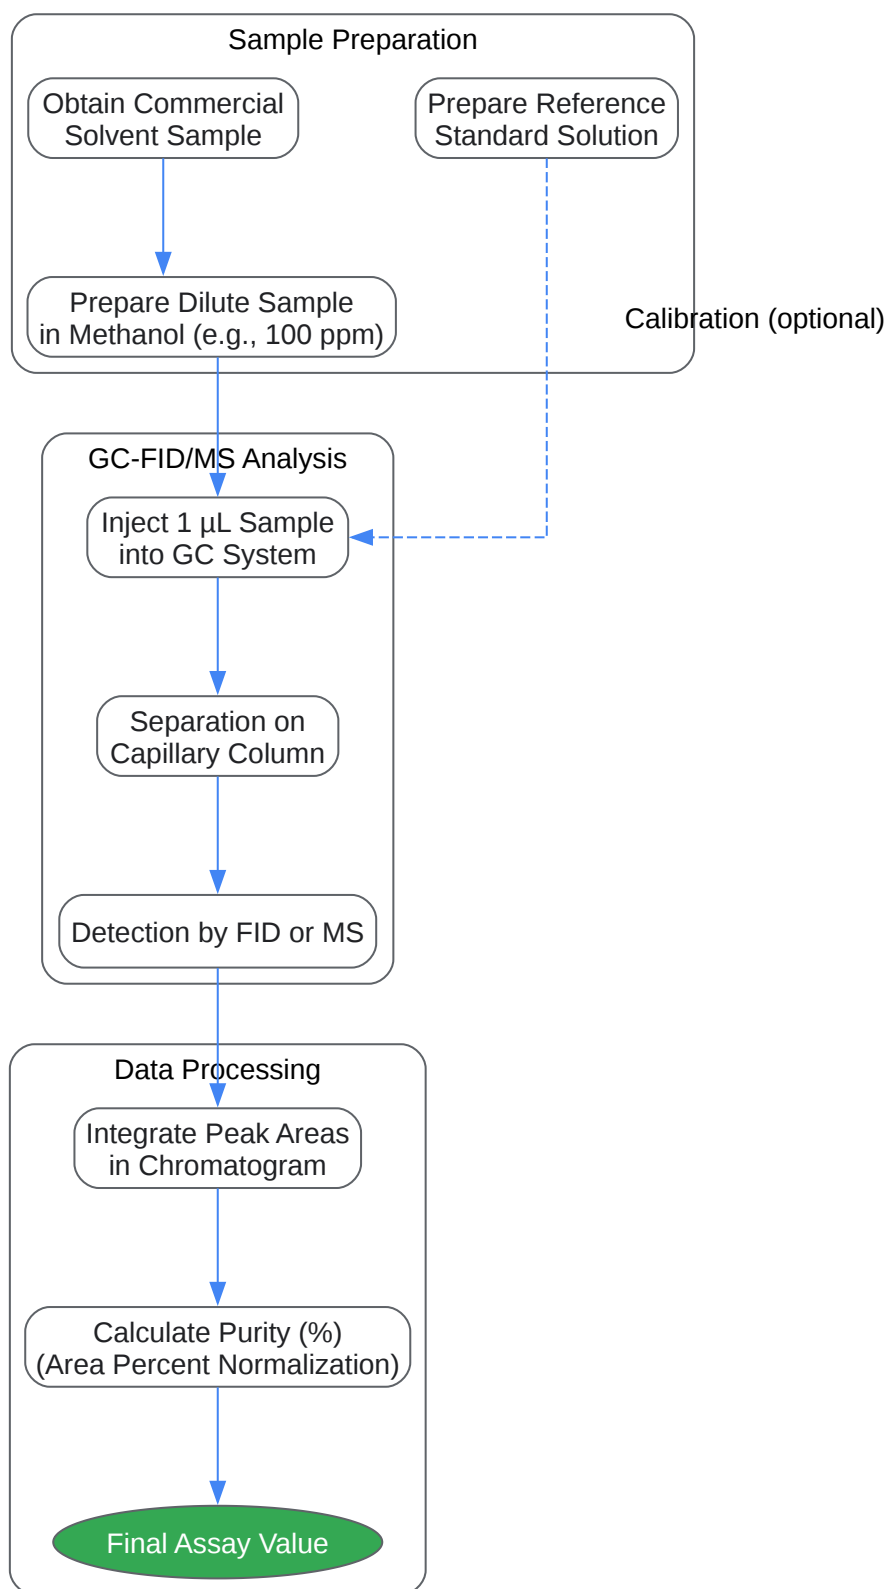 Sample Preparation
Obtain Commercial
Solvent Sample
Prepare Reference
Standard Solution
Prepare Dilute Sample
in Methanol (e.g., 100 ppm)
Calibration (optional)
GC-FID/MS Analysis
Inject 1 µL Sample
into GC System
Separation on
Capillary Column
Detection by FID or MS
Data Processing
Integrate Peak Areas
in Chromatogram
Calculate Purity (%)
(Area Percent Normalization)
Final Assay Value